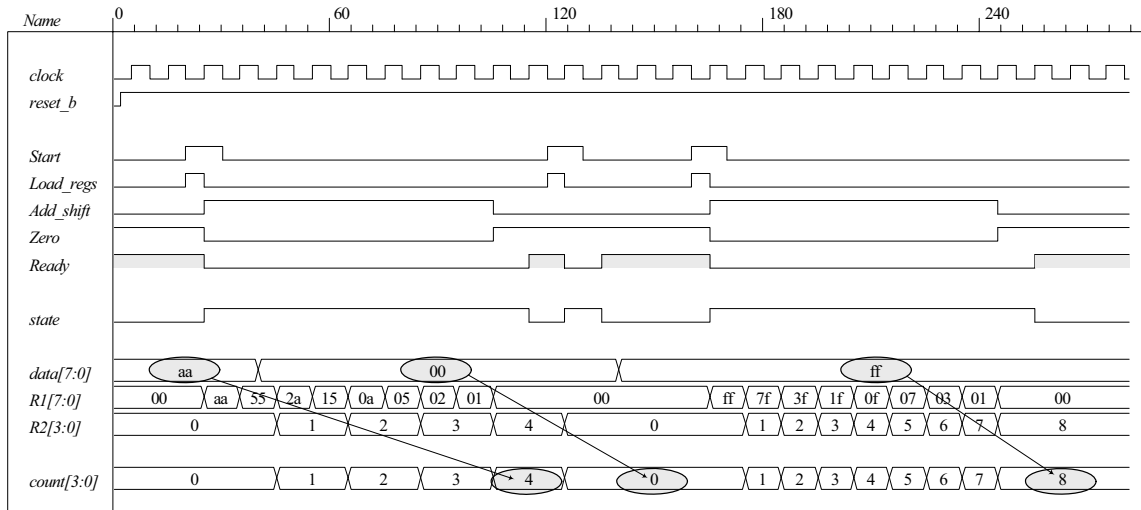 Name 0 60 120 180 240
clock
reset_b
Start
Load_regs
Add_shift
Zero
Ready
state
data[7:0] aa 00 ff
R1[7:0] 00 aa 55 2a 15 0a 05 02 01 00 ff 7f 3f 1f 0f 07 03 01 00
R2[3:0] 0 1 2 3 4 0 1 2 3 4 5 6 7 8
count[3:0] 0 1 2 3 4 0 1 2 3 4 5 6 7 8